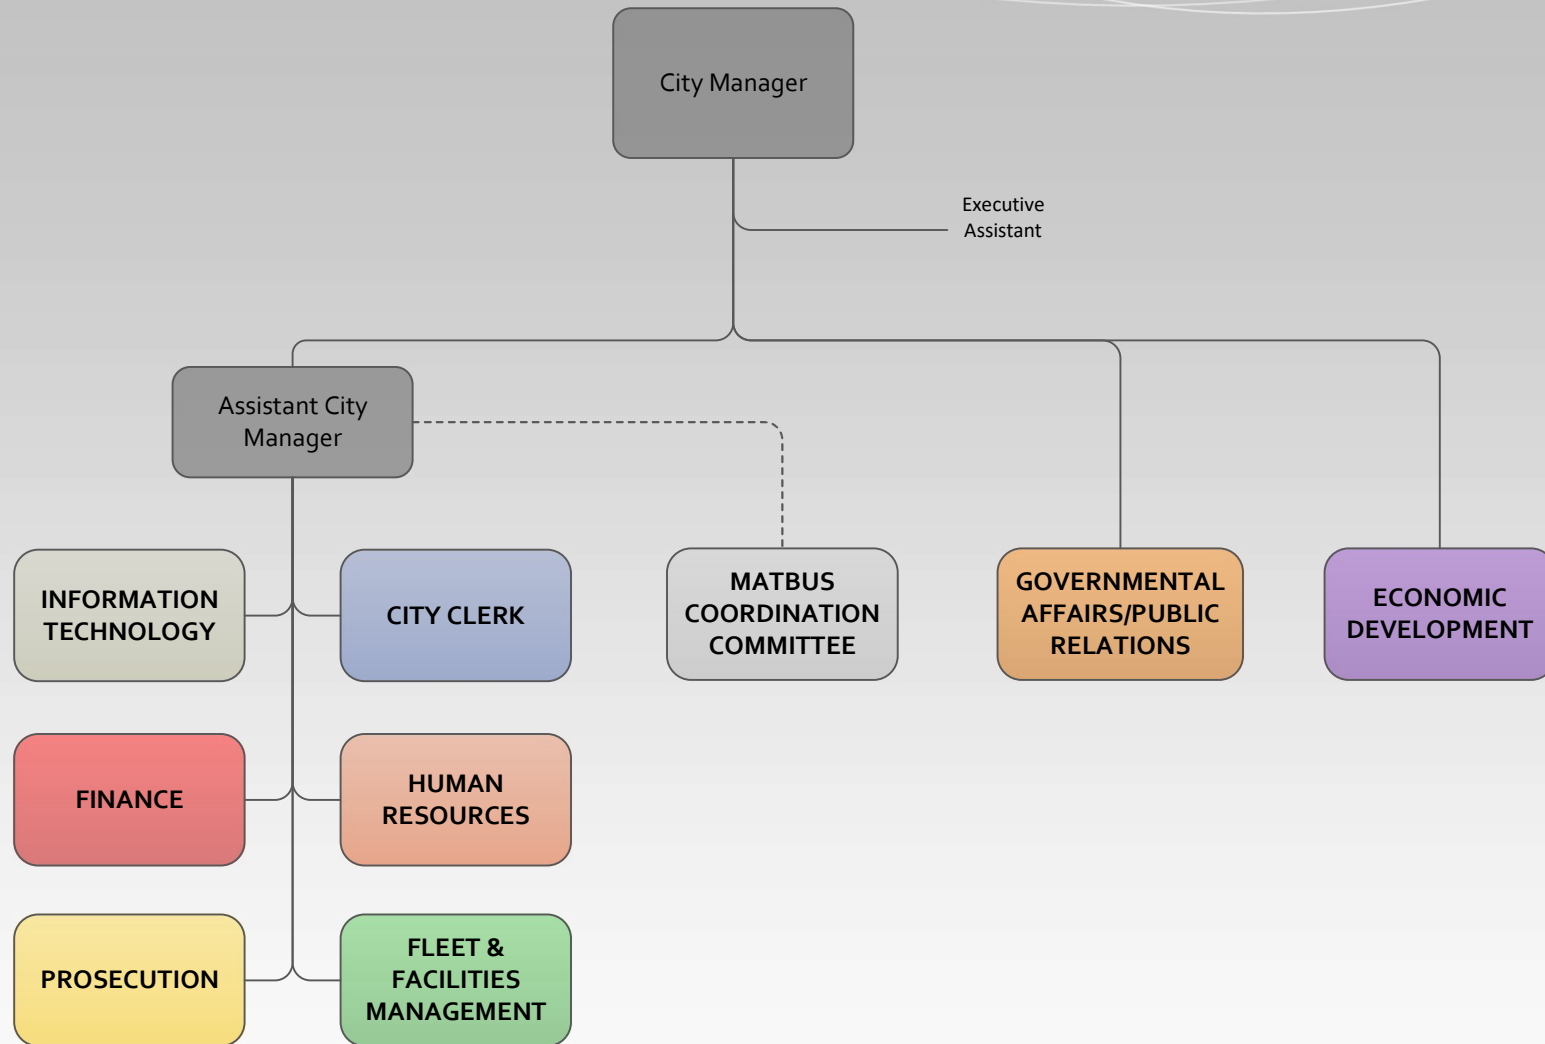 City Manager
Executive
Assistant
Assistant City
Manager
INFORMATION
TECHNOLOGY
CITY CLERK
MATBUS
COORDINATION
COMMITTEE
GOVERNMENTAL
AFFAIRS/PUBLIC
RELATIONS
ECONOMIC
DEVELOPMENT
FINANCE
HUMAN
RESOURCES
PROSECUTION
FLEET &
FACILITIES
MANAGEMENT